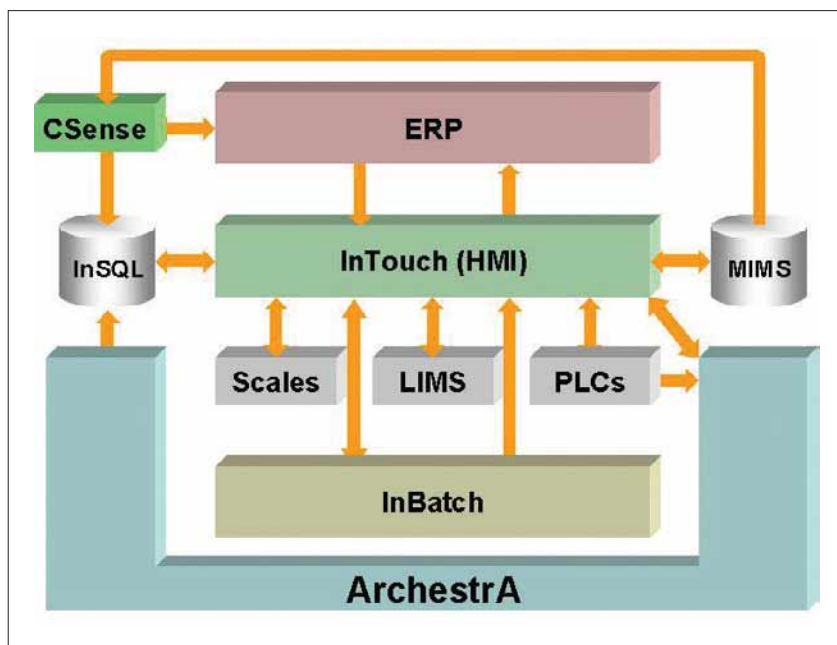 CSense
ERP
InSQL
InTouch (HMI)
MIMS
Scales
LIMS
PLCs
InBatch
ArchestrA